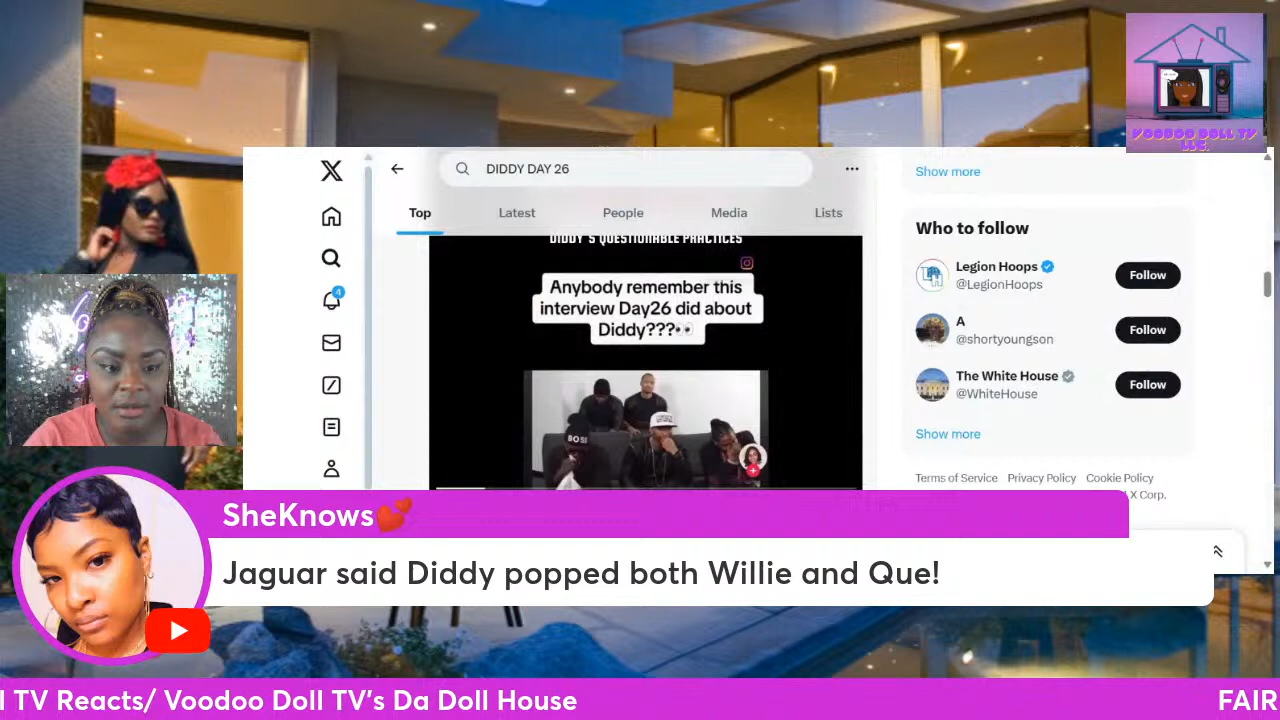 VOODOO DOLL TV
LLC.
DIDDY DAY 26
Show more
Top
Latest
People
Media
Lists
Who to follow
DIDDY'S QUESTIONABLE PRACTICES
Anybody remember this
interview Day26 did about
Diddy???👀
Legion Hoops
@LegionHoops
Follow
A
@shortyoungson
Follow
The White House
@WhiteHouse
Follow
4
BOSI
Show more
Terms of Service Privacy Policy Cookie Policy
X Corp.
SheKnows💕
Jaguar said Diddy popped both Willie and Que!
l TV Reacts/ Voodoo Doll TV's Da Doll House
FAIR